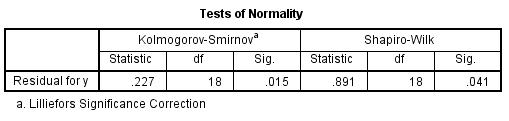 Tests of Normality
Kolmogorov-Smirnov a Shapiro-Wilk
Statistic df Sig. Statistic df Sig.
Residual for y .227 18 .015 .891 18 .041
a. Lilliefors Significance Correction